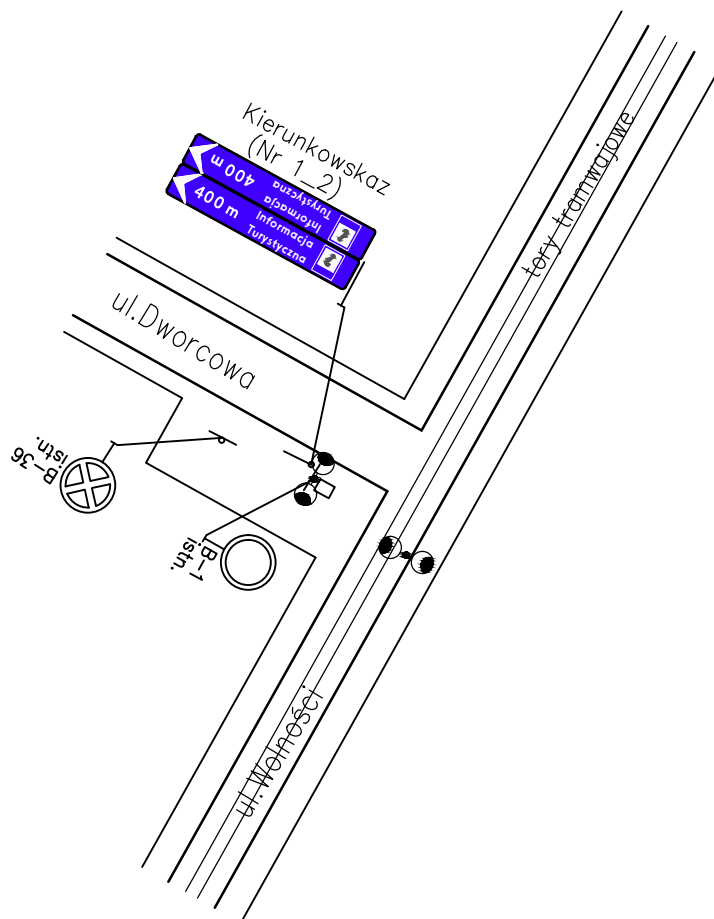 Kierunkowskaz
(Nr 1_2)
400 m
Informacja
Turystyczna
400 m
Informacja
Turystyczna
tory tramwajowe
ul.Dworcowa
B-36
istn.
B-1
istn.
ul.Wolności